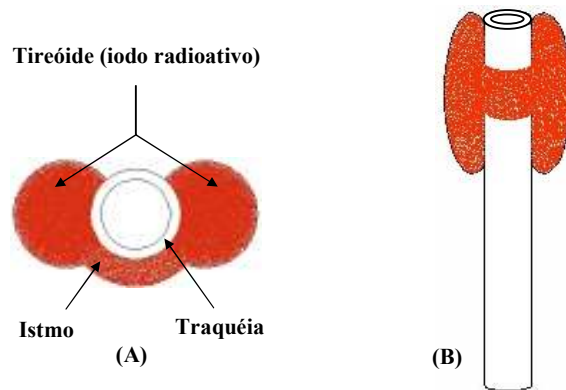 Tireóide (iodo radioativo)
Istmo
Traquéia
(A)
(B)